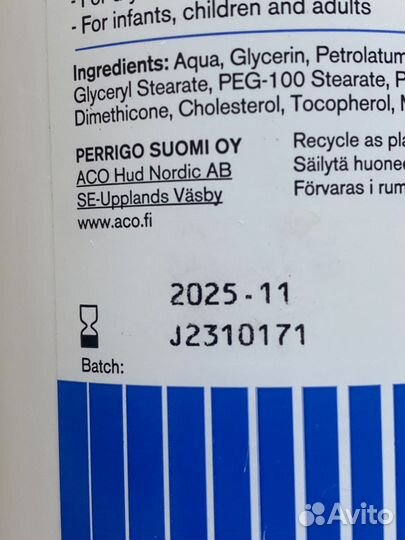 - For infants, children and adults
Ingredients: Aqua, Glycerin, Petrolatum
Glyceryl Stearate, PEG-100 Stearate, P
Dimethicone, Cholesterol, Tocopherol,
PERRIGO SUOMI OY
ACO Hud Nordic AB
SE-Upplands Väsby
www.aco.fi
Recycle as pla
Säilytä huonee
Förvaras i rum
2025-11
J2310171
Batch:
Avito